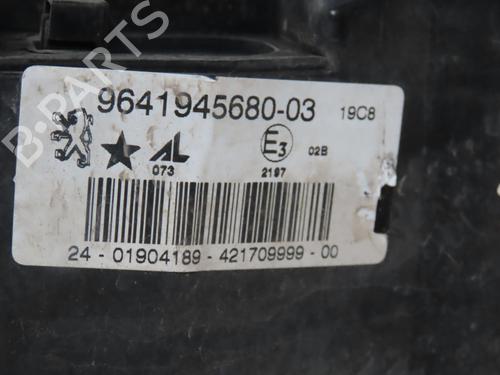 9641945680-03 19C8
AL E3 02B
073 2197
24 - 01904189 - 421709999 - 00
B-PARTS